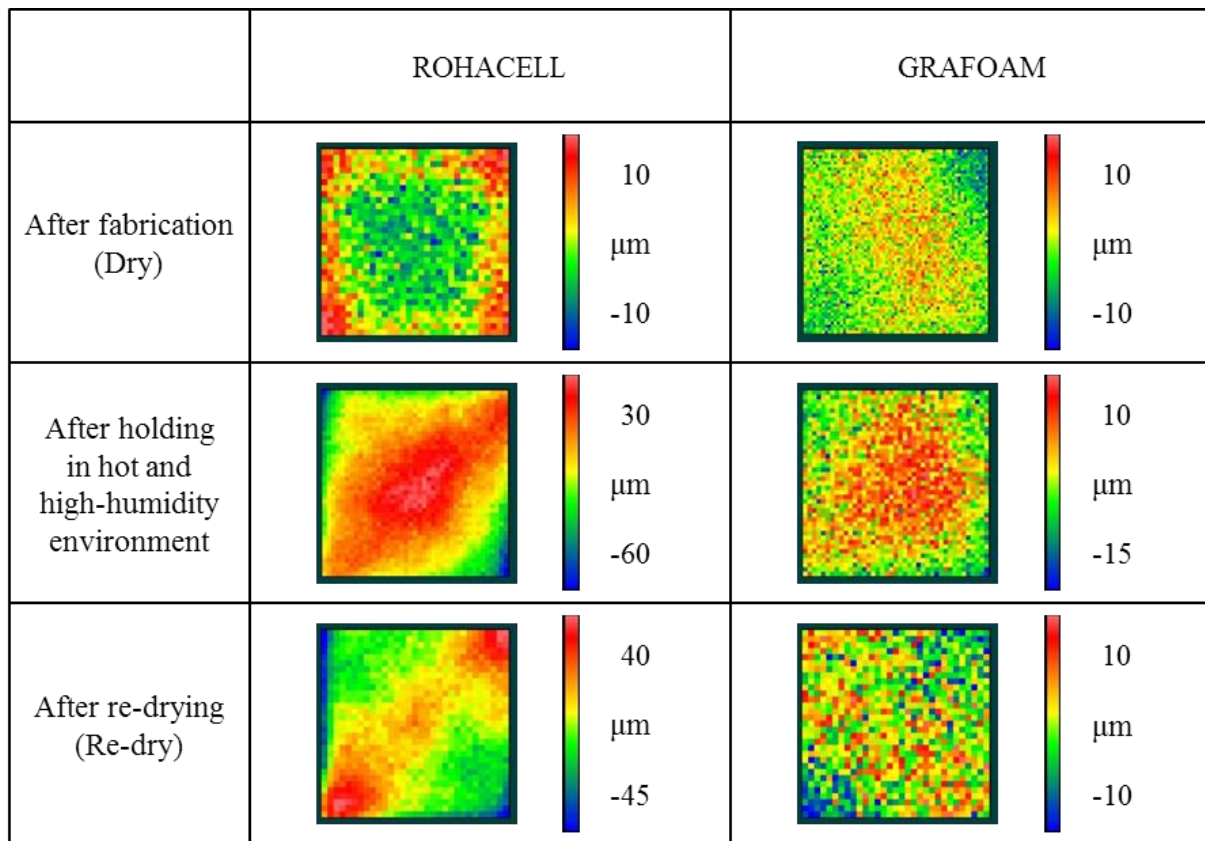 ROHACELL
GRAFOAM
After fabrication
(Dry)
10
μm
-10
10
μm
-10
After holding
in hot and
high-humidity
environment
30
μm
-60
10
μm
-15
After re-drying
(Re-dry)
40
μm
-45
10
μm
-10